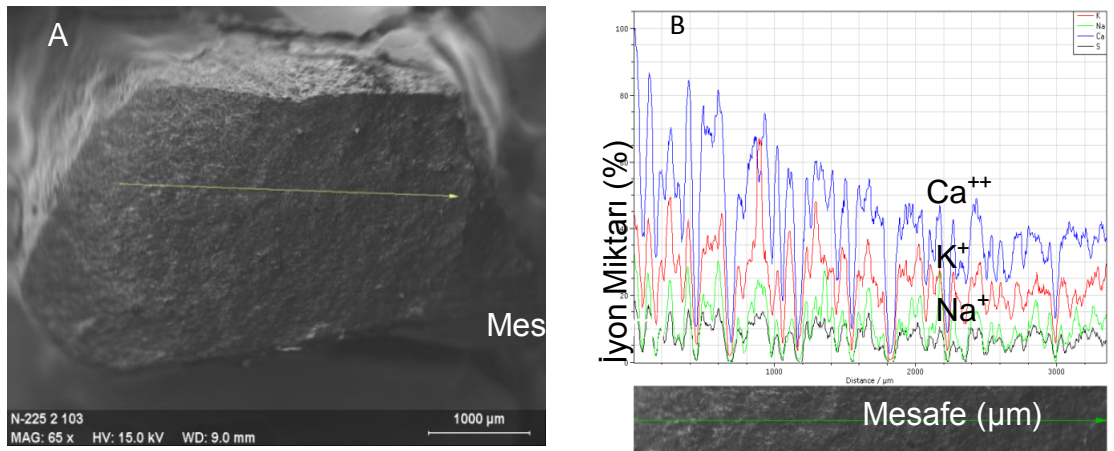 A
Mes
N-225 2 103
MAG: 65 x HV: 15.0 kV WD: 9.0 mm
1000 µm
B
K
Na
Ca
S
100
80
60
40
20
0
İyon Miktarı (%)
Ca++
K+
Na+
1000
2000
3000
Distance / µm
Mesafe (µm)